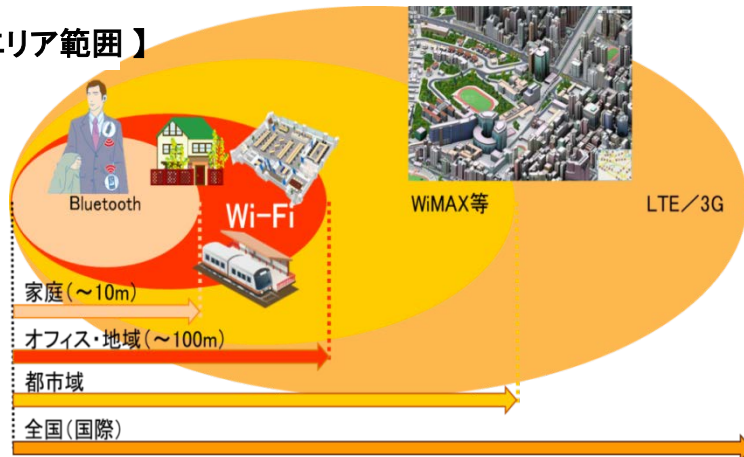 エリア範囲 】
Bluetooth
Wi-Fi
WiMAX等
LTE／3G
家庭(～10m)
オフィス・地域(～100m)
都市域
全国(国際)